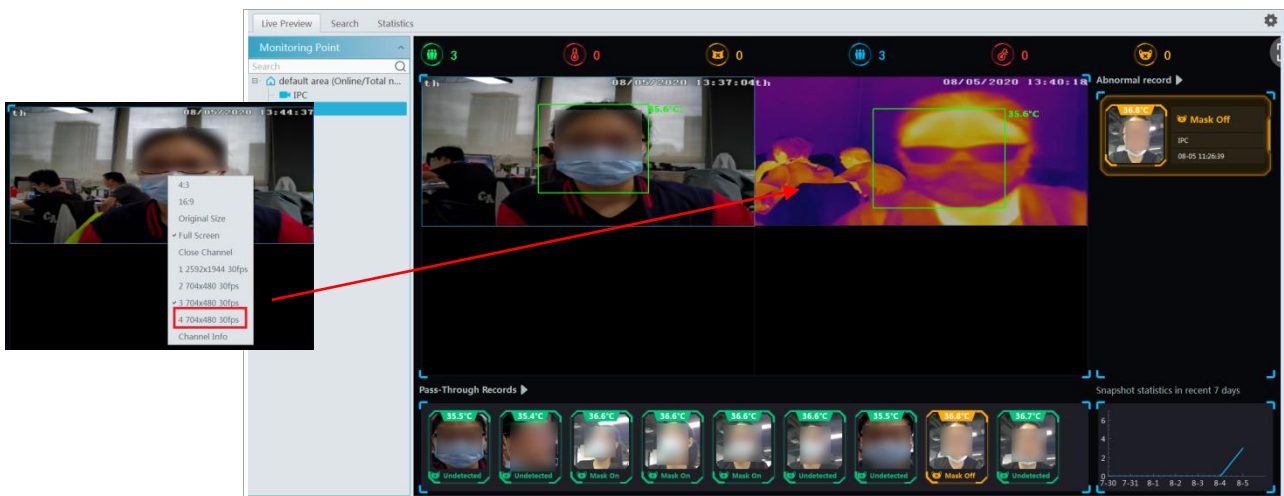 Live Preview Search Statistics
Monitoring Point
3 0 0 3 0 0
Search
default area (Online/Total n...
IPC
th 08/05/2020 13:37:04
35.6°C
th 08/05/2020 13:40:18
35.6°C
Abnormal record
36.8°C
Mask Off
IPC
08-05 11:26:39
th 08/05/2020 13:44:37
4:3
16:9
Original Size
Full Screen
Close Channel
1 2592x1944 30fps
2 704x480 30fps
3 704x480 30fps
4 704x480 30fps
Channel Info
Pass-Through Records
35.5°C 35.4°C 36.6°C 36.6°C 36.6°C 36.6°C 35.5°C 36.8°C 36.7°C
Undetected Undetected Mask On Mask On Mask On Undetected Undetected Mask Off Undetected
Snapshot statistics in recent 7 days
6
4
2
0
7-30 7-31 8-1 8-2 8-3 8-4 8-5